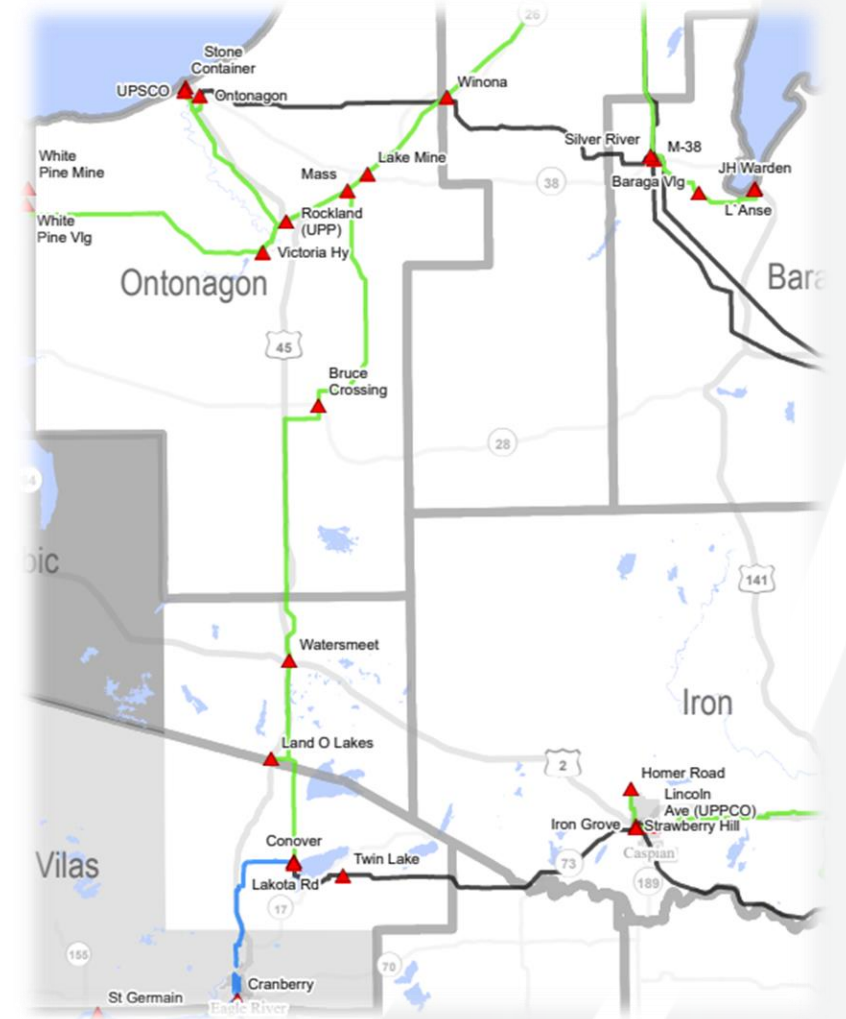 26
Stone
Container
UPSCO
Ontonagon
Winona
Silver River
M-38
White
Pine Mine
Mass
Lake Mine
38
Baraga Vlg
JH Warden
L'Anse
White
Pine Vlg
Rockland
(UPP)
Victoria Hy
Ontonagon
Bara
45
Bruce
Crossing
28
bic
141
Watersmeet
Iron
Land O Lakes
2
Homer Road
Lincoln
Ave (UPPCO)
Iron Grove
Strawberry Hill
Caspian
Conover
Twin Lake
73
Vilas
Lakota Rd
189
17
155
70
St Germain
Cranberry
Eagle River